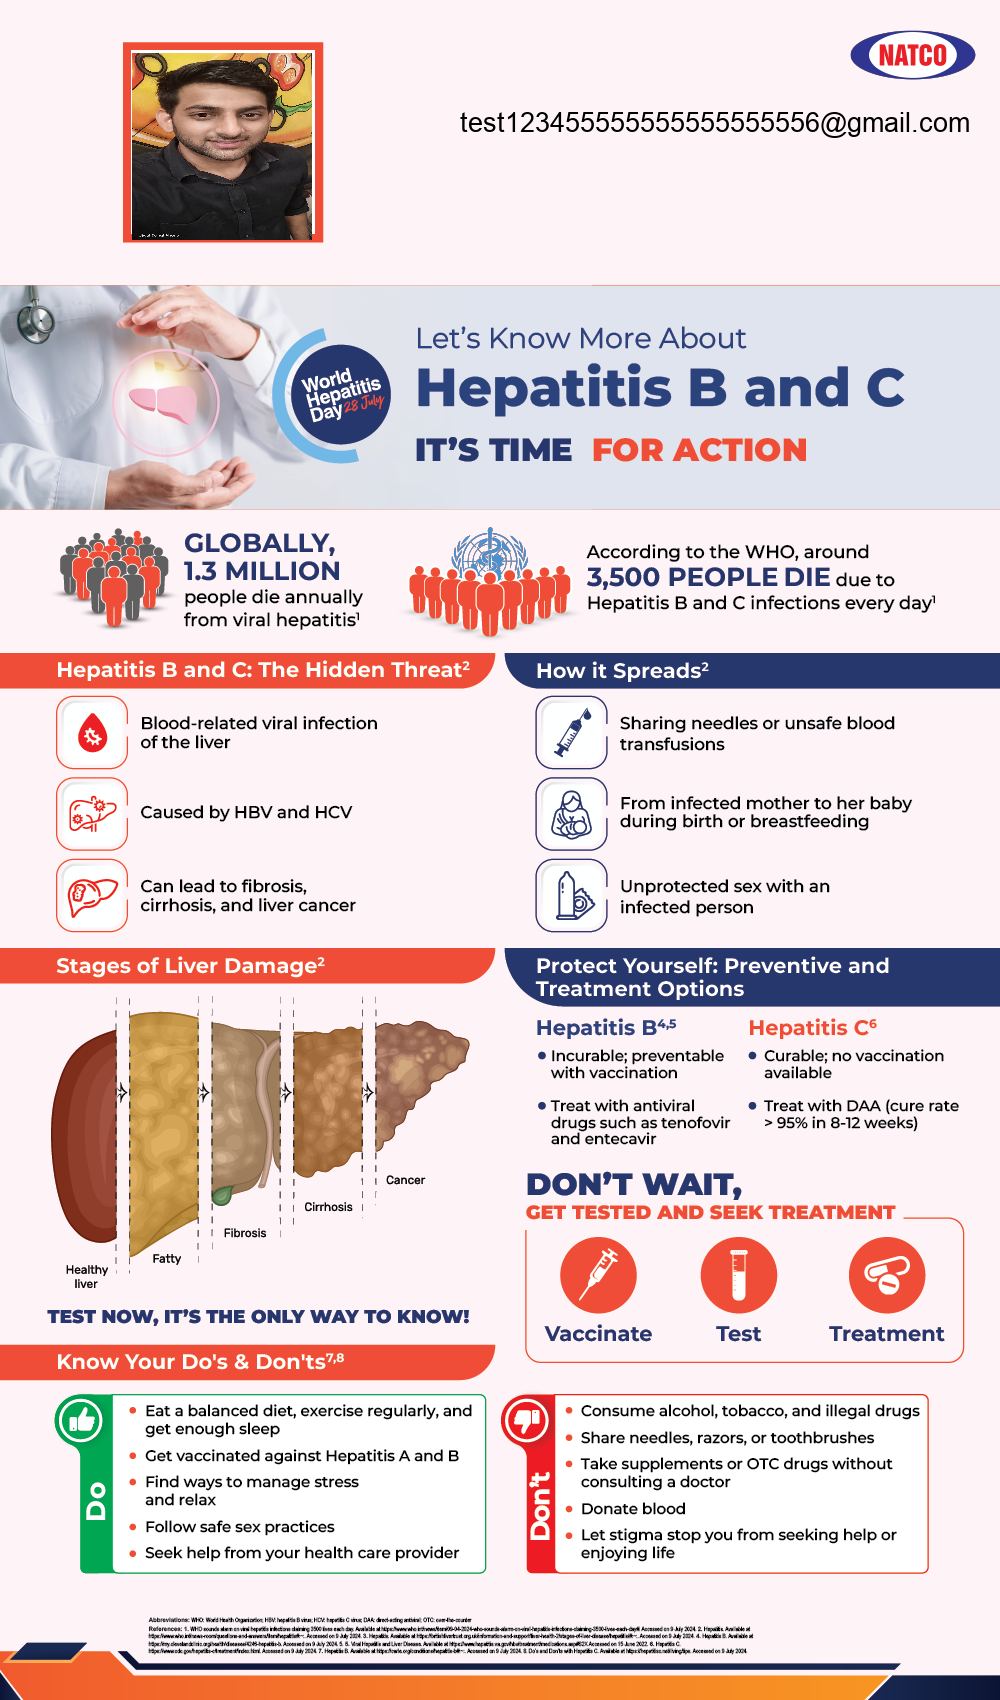 NATCO
test1234555555555555555556@gmail.com
World
Hepatitis
Day 28 July
Let's Know More About
Hepatitis B and C
IT'S TIME FOR ACTION
GLOBALLY,
1.3 MILLION
people die annually
from viral hepatitis¹
According to the WHO, around
3,500 PEOPLE DIE due to
Hepatitis B and C infections every day¹
Hepatitis B and C: The Hidden Threat²
Blood-related viral infection
of the liver
Caused by HBV and HCV
Can lead to fibrosis,
cirrhosis, and liver cancer
How it Spreads²
Sharing needles or unsafe blood
transfusions
From infected mother to her baby
during birth or breastfeeding
Unprotected sex with an
infected person
Stages of Liver Damage²
Healthy
liver
Fatty
Fibrosis
Cirrhosis
Cancer
TEST NOW, IT'S THE ONLY WAY TO KNOW!
Protect Yourself: Preventive and
Treatment Options
Hepatitis B⁴,⁵
• Incurable; preventable
with vaccination
• Treat with antiviral
drugs such as tenofovir
and entecavir
Hepatitis C⁶
• Curable; no vaccination
available
• Treat with DAA (cure rate
> 95% in 8-12 weeks)
DON'T WAIT,
GET TESTED AND SEEK TREATMENT
Vaccinate
Test
Treatment
Know Your Do's & Don'ts⁷,⁸
Do
• Eat a balanced diet, exercise regularly, and
get enough sleep
• Get vaccinated against Hepatitis A and B
• Find ways to manage stress
and relax
• Follow safe sex practices
• Seek help from your health care provider
Don't
• Consume alcohol, tobacco, and illegal drugs
• Share needles, razors, or toothbrushes
• Take supplements or OTC drugs without
consulting a doctor
• Donate blood
• Let stigma stop you from seeking help or
enjoying life
Abbreviations: WHO: World Health Organization; HBV: hepatitis B virus; HCV: hepatitis C virus; DAA: direct-acting antiviral; OTC: over-the-counter